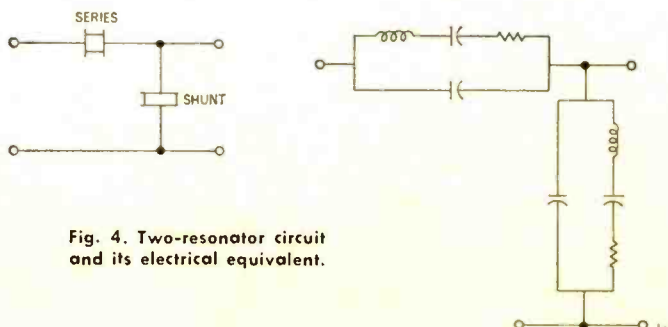 SERIES
SHUNT
Fig. 4. Two-resonator circuit
and its electrical equivalent.